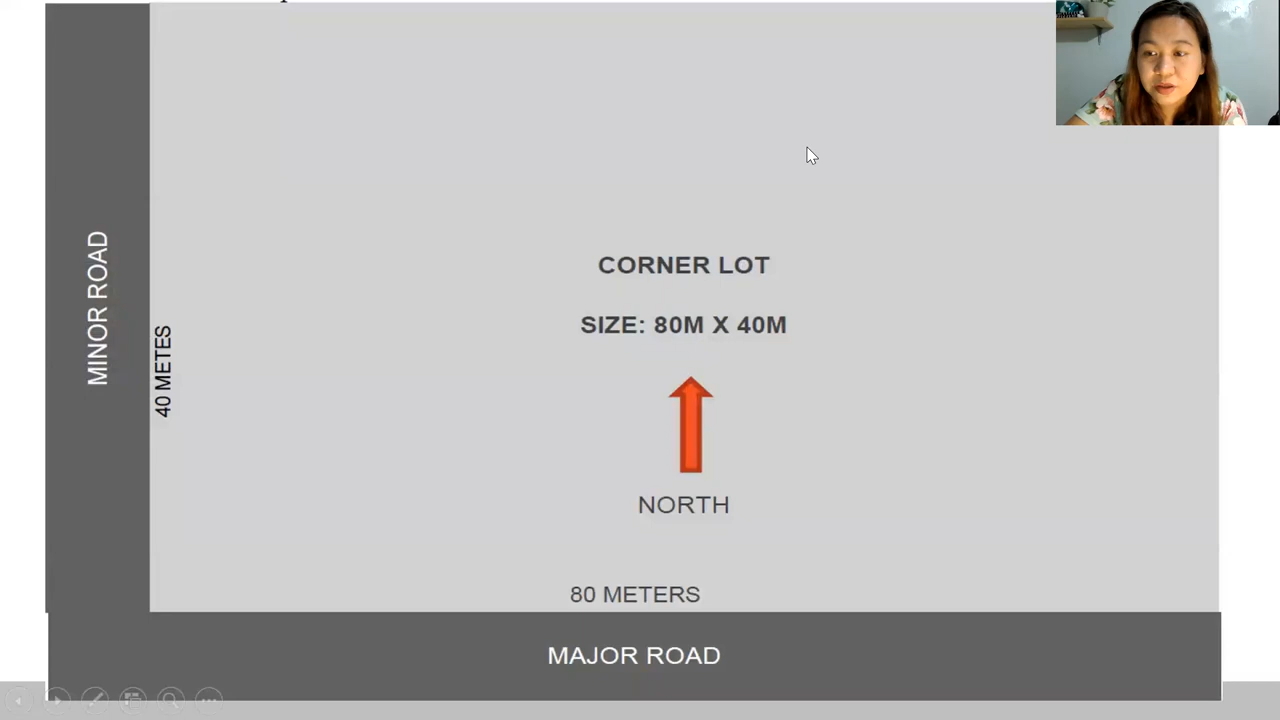 MINOR ROAD
40 METES
CORNER LOT
SIZE: 80M X 40M
NORTH
80 METERS
MAJOR ROAD